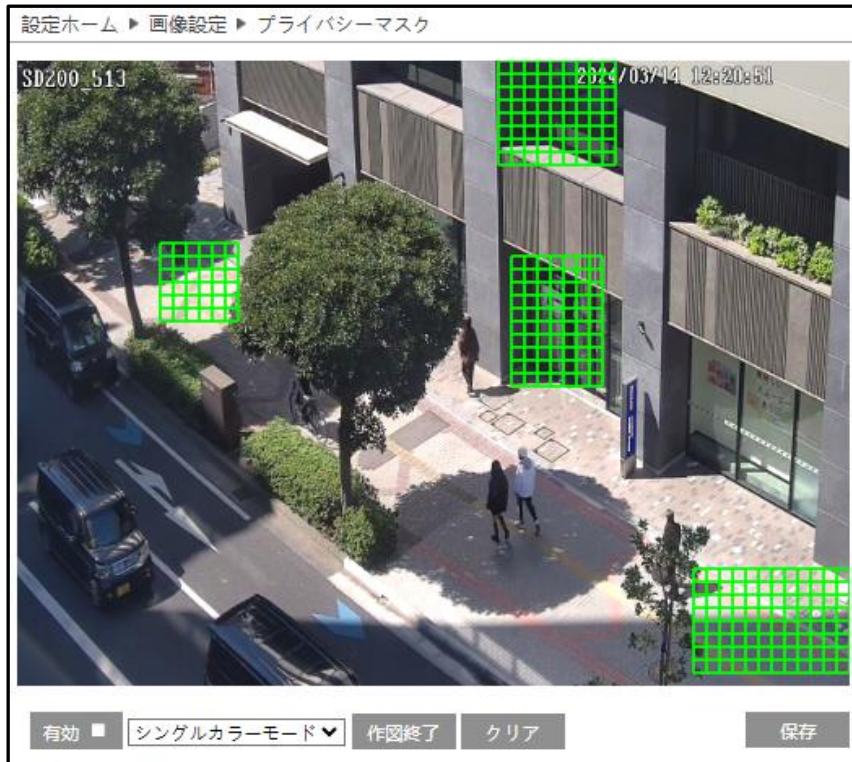 設定ホーム ▶ 画像設定 ▶ プライバシーマスク
SD200_513 2024/03/14 12:20:51
有効 シングルカラーモード 作図終了 クリア 保存